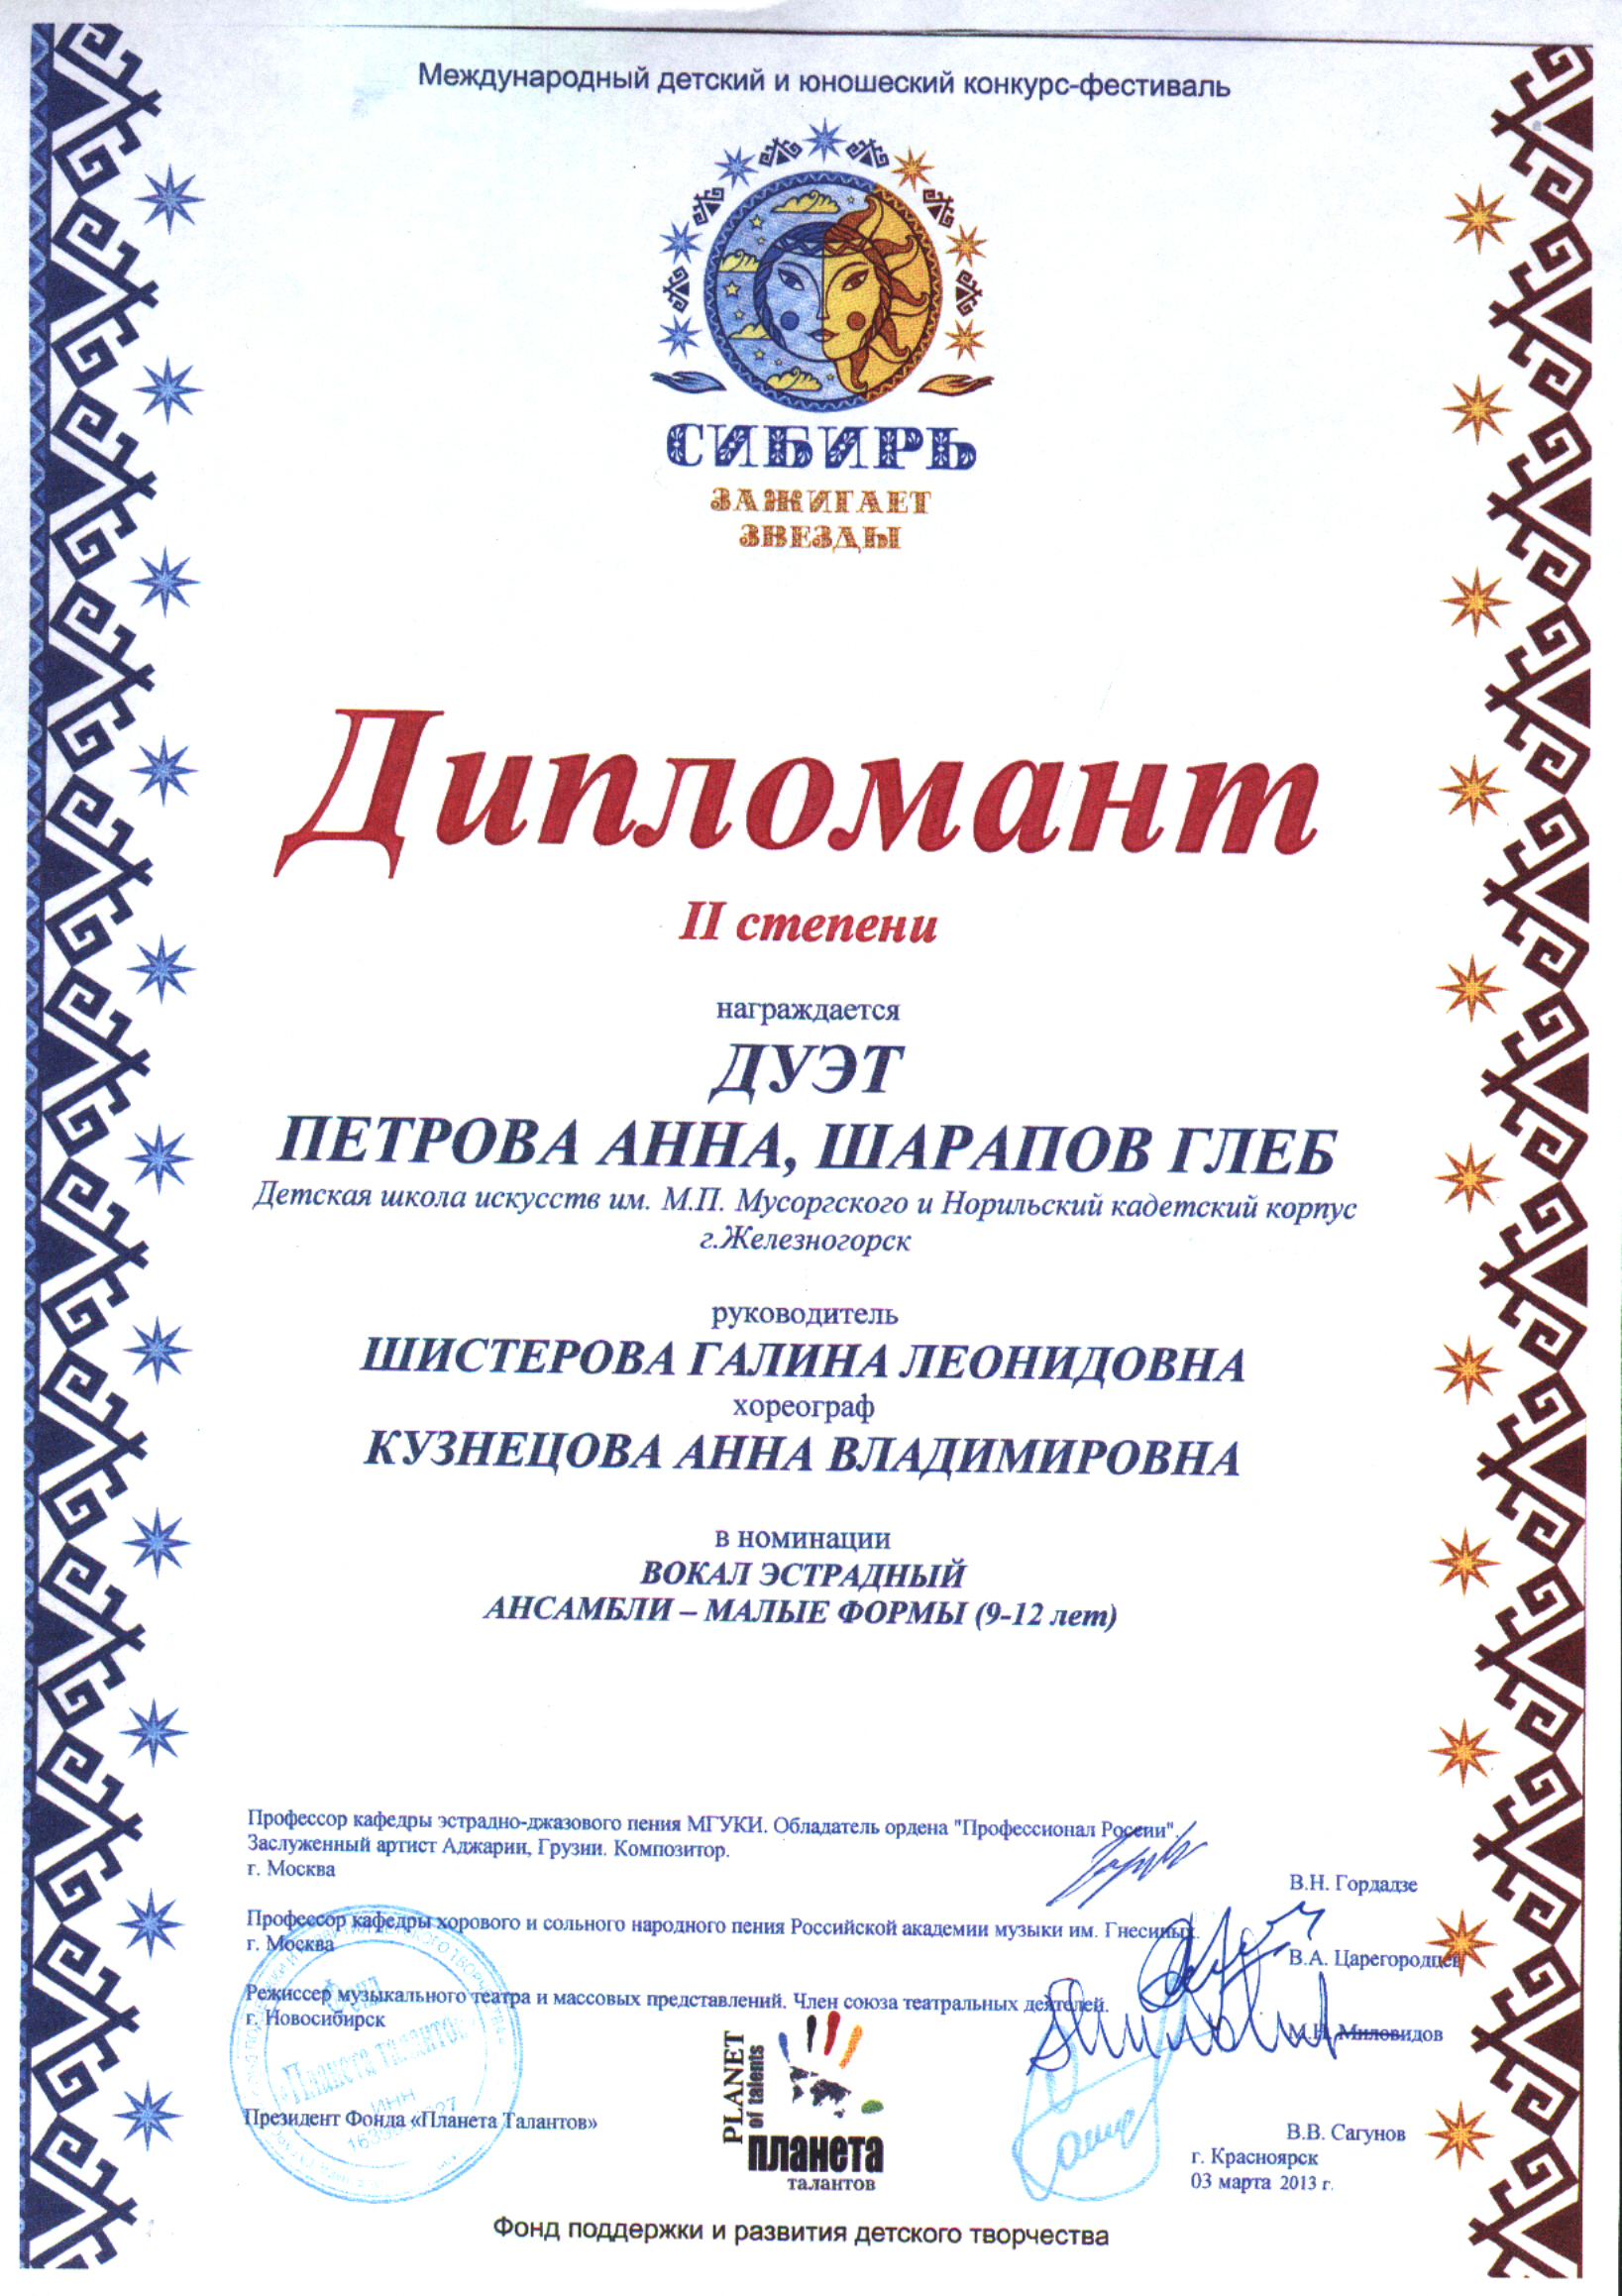 Международный детский и юношеский конкурс-фестиваль
СИБИРЬ
ЗАЖИГАЕТ
ЗВЕЗДЫ
Дипломант
II степени
награждается
ДУЭТ
ПЕТРОВА АННА, ШАРАПОВ ГЛЕБ
Детская школа искусств им. М.П. Мусоргского и Норильский кадетский корпус
г.Железногорск
руководитель
ШИСТЕРОВА ГАЛИНА ЛЕОНИДОВНА
хореограф
КУЗНЕЦОВА АННА ВЛАДИМИРОВНА
в номинации
ВОКАЛ ЭСТРАДНЫЙ
АНСАМБЛИ – МАЛЫЕ ФОРМЫ (9-12 лет)
Профессор кафедры эстрадно-джазового пения МГУКИ. Обладатель ордена "Профессионал России".
Заслуженный артист Аджарии, Грузии. Композитор.
г. Москва
В.Н. Гордадзе
Профессор кафедры хорового и сольного народного пения Российской академии музыки им. Гнесиных.
г. Москва
В.А. Царегородцев
Режиссер музыкального театра и массовых представлений. Член союза театральных деятелей.
г. Новосибирск
М.Н. Миловидов
Фонд
Планета талантов
ИНН
PLANET
of talents
планета
талантов
Президент Фонда «Планета Талантов»
В.В. Сагунов
г. Красноярск
03 марта 2013 г.
Фонд поддержки и развития детского творчества